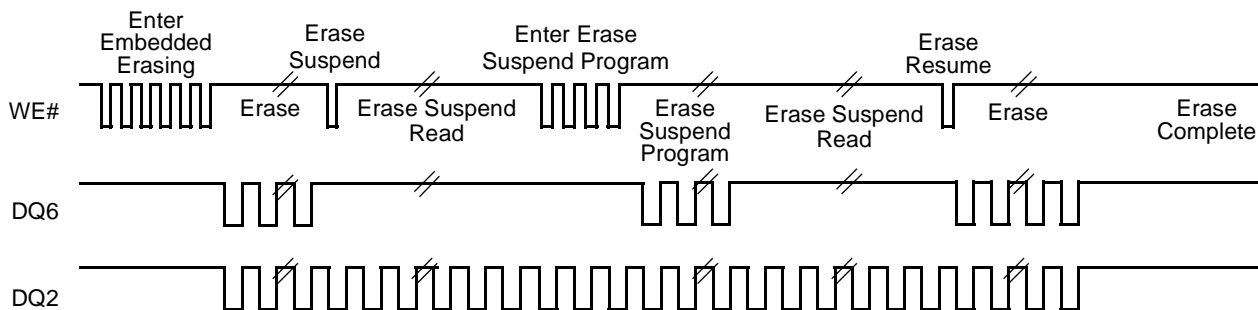 Enter
Embedded
Erasing
Erase
Suspend
Enter Erase
Suspend Program
Erase
Resume
WE#
Erase
Erase Suspend
Read
Erase
Suspend
Program
Erase Suspend
Read
Erase
Erase
Complete
DQ6
DQ2